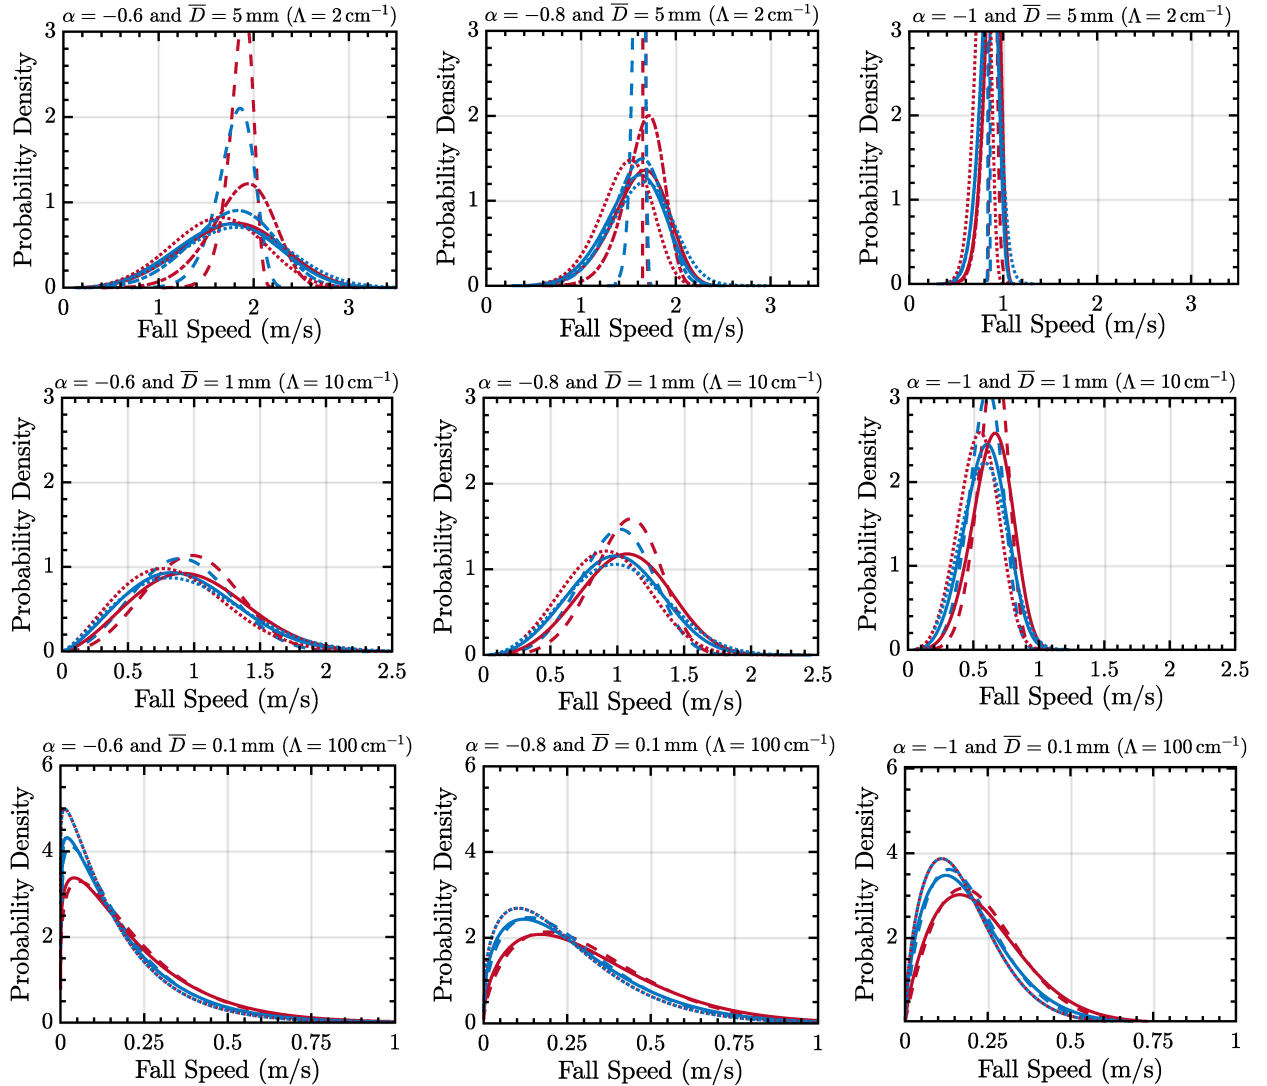 α = −0.6 and D̅ = 5 mm (Λ = 2 cm⁻¹)
3
2
1
0
Probability Density
0 1 2 3
Fall Speed (m/s)
α = −0.8 and D̅ = 5 mm (Λ = 2 cm⁻¹)
3
2
1
0
Probability Density
0 1 2 3
Fall Speed (m/s)
α = −1 and D̅ = 5 mm (Λ = 2 cm⁻¹)
3
2
1
0
Probability Density
0 1 2 3
Fall Speed (m/s)
α = −0.6 and D̅ = 1 mm (Λ = 10 cm⁻¹)
3
2
1
0
Probability Density
0 0.5 1 1.5 2 2.5
Fall Speed (m/s)
α = −0.8 and D̅ = 1 mm (Λ = 10 cm⁻¹)
3
2
1
0
Probability Density
0 0.5 1 1.5 2 2.5
Fall Speed (m/s)
α = −1 and D̅ = 1 mm (Λ = 10 cm⁻¹)
3
2
1
0
Probability Density
0 0.5 1 1.5 2 2.5
Fall Speed (m/s)
α = −0.6 and D̅ = 0.1 mm (Λ = 100 cm⁻¹)
6
4
2
0
Probability Density
0 0.25 0.5 0.75 1
Fall Speed (m/s)
α = −0.8 and D̅ = 0.1 mm (Λ = 100 cm⁻¹)
6
4
2
0
Probability Density
0 0.25 0.5 0.75 1
Fall Speed (m/s)
α = −1 and D̅ = 0.1 mm (Λ = 100 cm⁻¹)
6
4
2
Probability Density
0 0.25 0.5 0.75 1
Fall Speed (m/s)